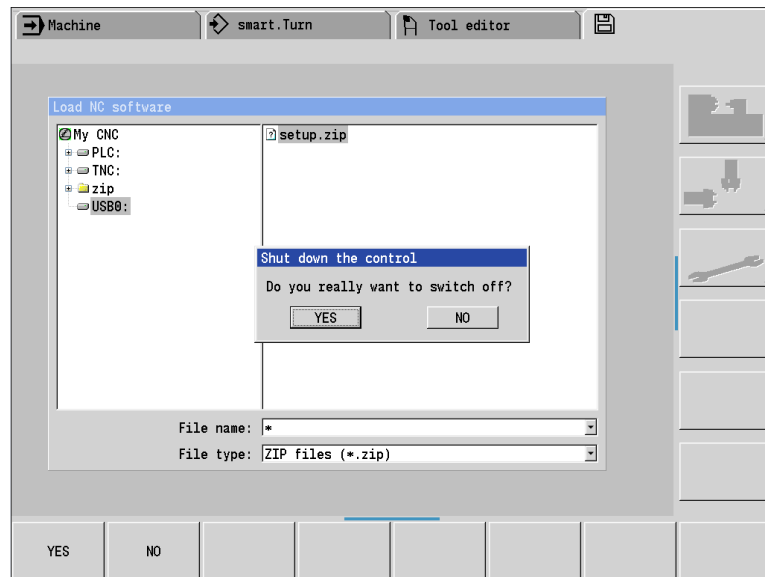 Machine
smart.Turn
Tool editor
Load NC software
My CNC
PLC:
TNC:
zip
USB0:
setup.zip
Shut down the control
Do you really want to switch off?
YES
NO
File name: *
File type: ZIP files (*.zip)
YES
NO